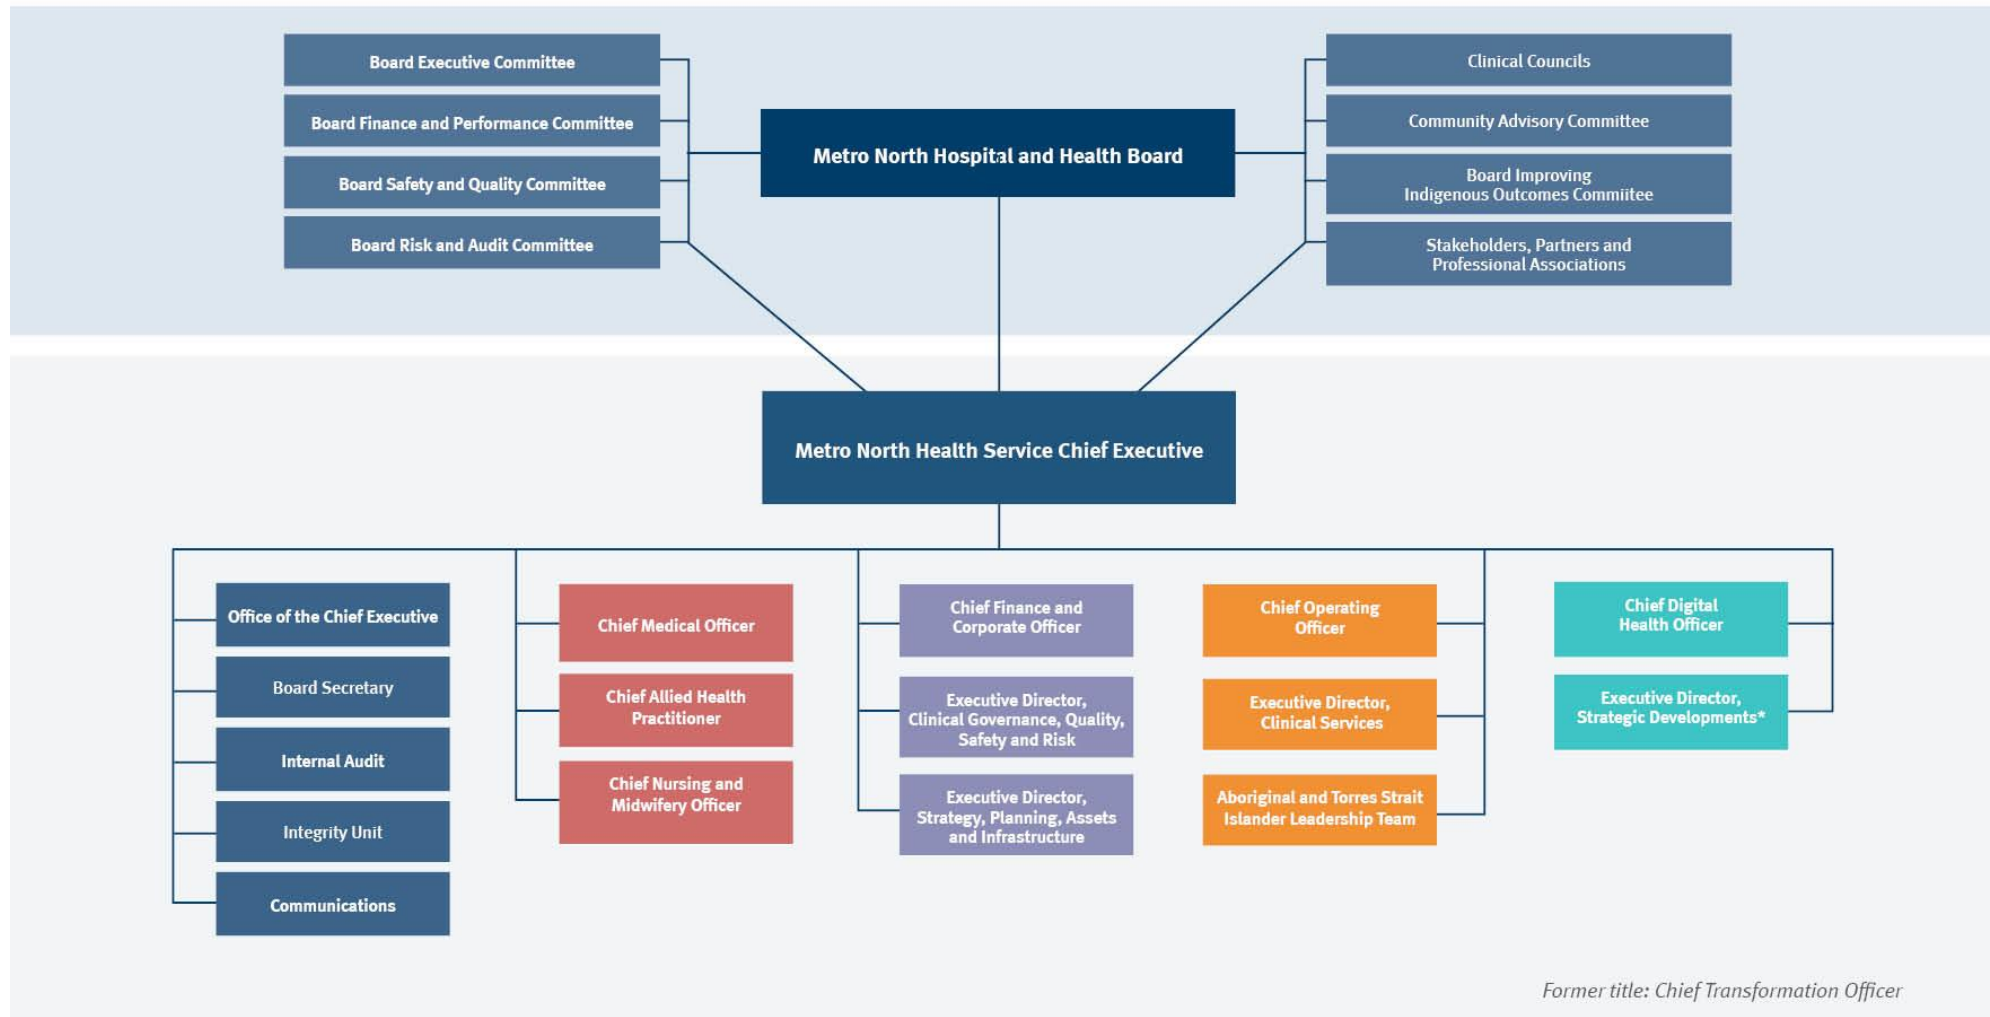 Board Executive Committee
Board Finance and Performance Committee
Board Safety and Quality Committee
Board Risk and Audit Committee
Metro North Hospital and Health Board
Clinical Councils
Community Advisory Committee
Board Improving
Indigenous Outcomes Commiitee
Stakeholders, Partners and
Professional Associations
Metro North Health Service Chief Executive
Office of the Chief Executive
Board Secretary
Internal Audit
Integrity Unit
Communications
Chief Medical Officer
Chief Allied Health
Practitioner
Chief Nursing and
Midwifery Officer
Chief Finance and
Corporate Officer
Executive Director,
Clinical Governance, Quality,
Safety and Risk
Executive Director,
Strategy, Planning, Assets
and Infrastructure
Chief Operating
Officer
Executive Director,
Clinical Services
Aboriginal and Torres Strait
Islander Leadership Team
Chief Digital
Health Officer
Executive Director,
Strategic Developments*
Former title: Chief Transformation Officer